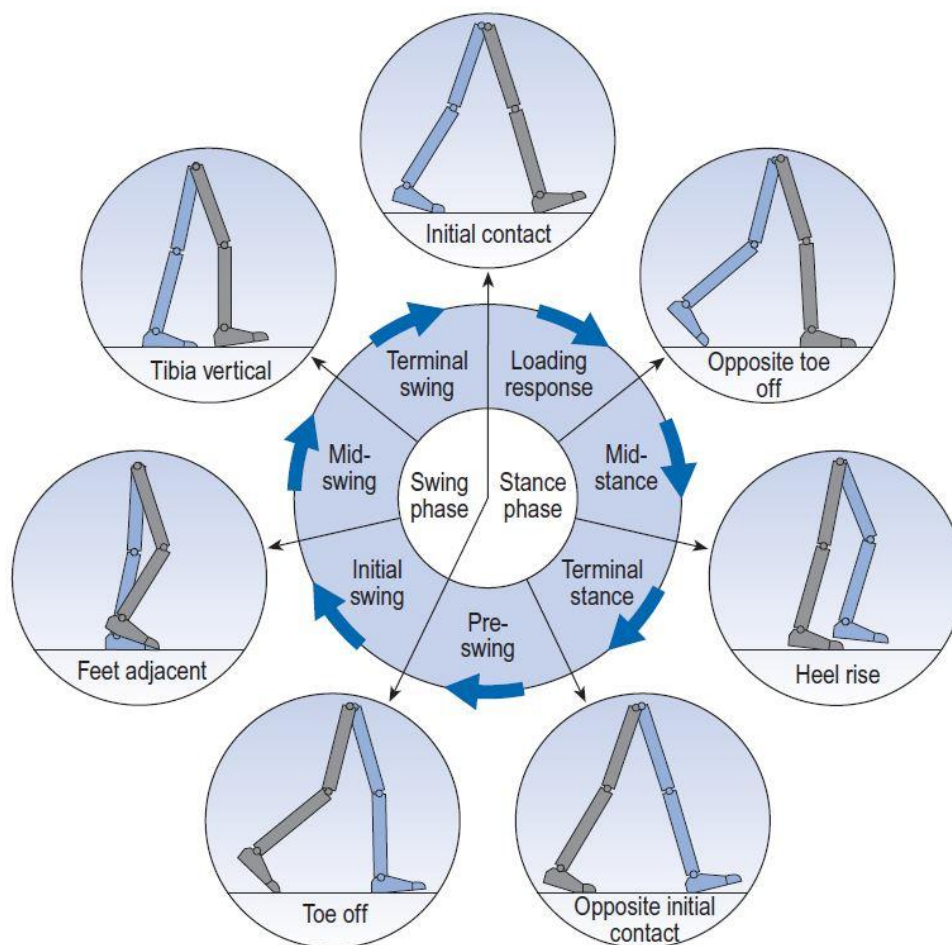 Initial contact
Opposite toe
off
Heel rise
Opposite initial
contact
Toe off
Feet adjacent
Tibia vertical
Loading
response
Mid-
stance
Terminal
stance
Pre-
swing
Initial
swing
Mid-
swing
Terminal
swing
Swing
phase
Stance
phase